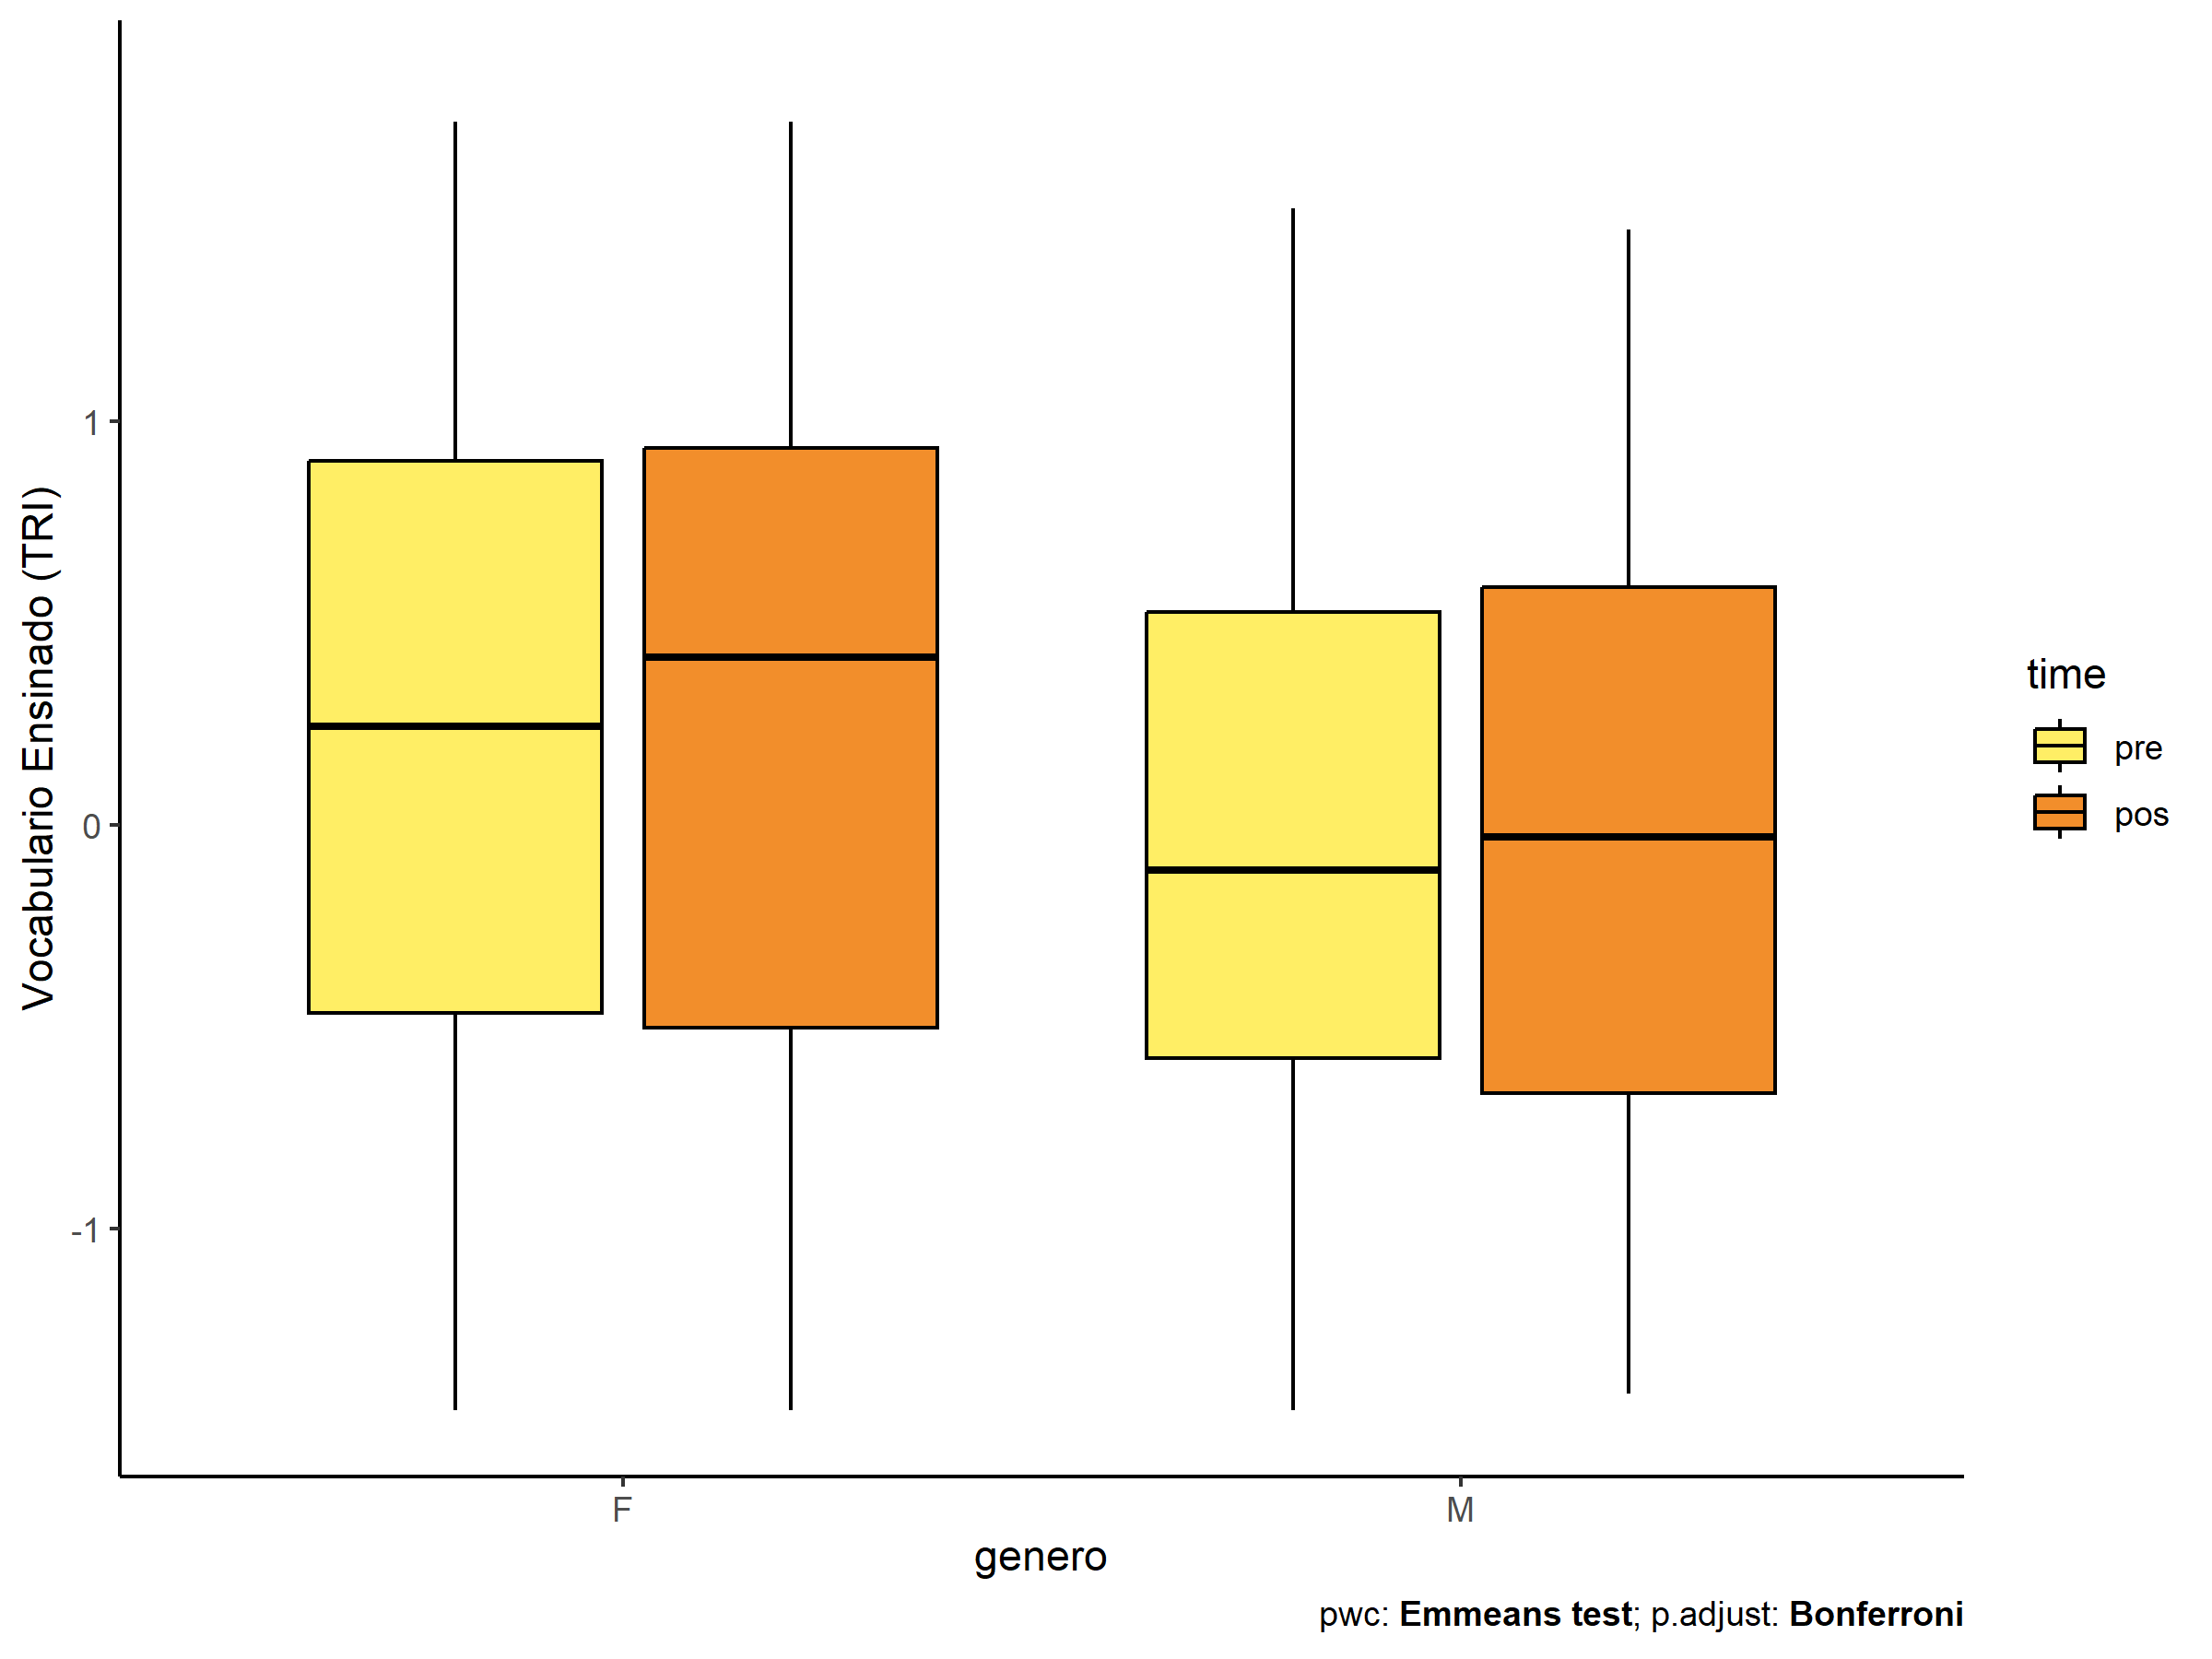 Vocabulario Ensinado (TRI)
1
0
-1
F
M
genero
time
pre
pos
pwc: Emmeans test; p.adjust: Bonferroni